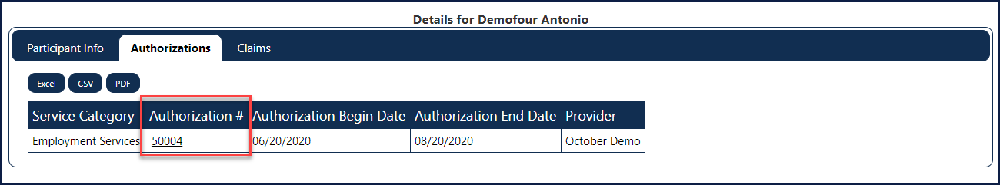 Details for Demofour Antonio
Participant Info Authorizations Claims
Excel CSV PDF
Service Category Authorization # Authorization Begin Date Authorization End Date Provider
Employment Services 50004 06/20/2020 08/20/2020 October Demo